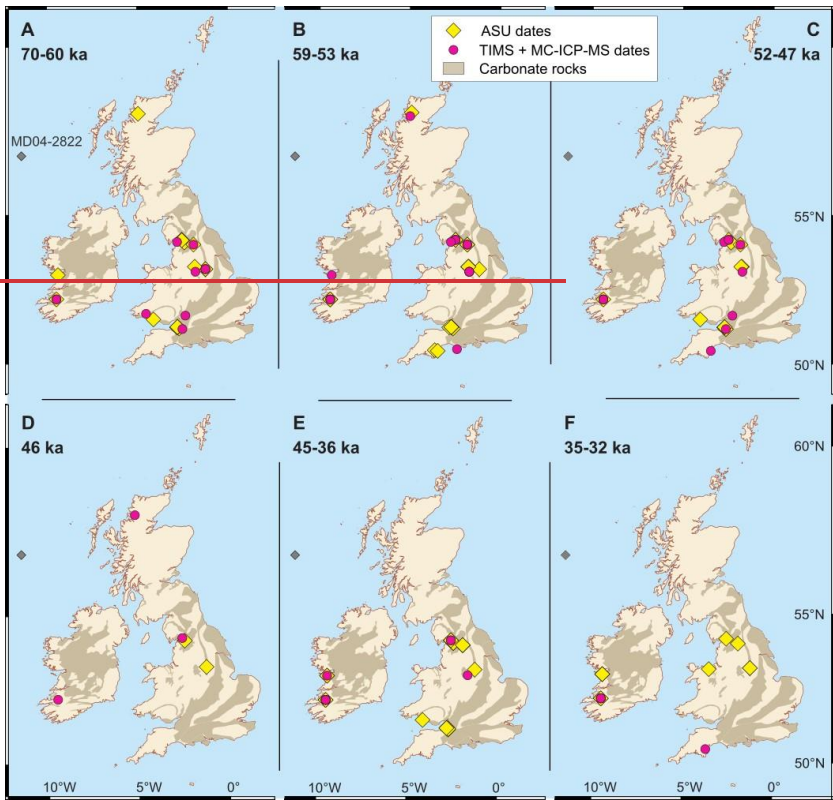 A
70-60 ka
B
59-53 ka
ASU dates
TIMS + MC-ICP-MS dates
Carbonate rocks
C
52-47 ka
MD04-2822
55°N
50°N
D
46 ka
E
45-36 ka
F
35-32 ka
60°N
55°N
50°N
10°W 5°W 0° 10°W 5°W 0° 10°W 5°W 0°